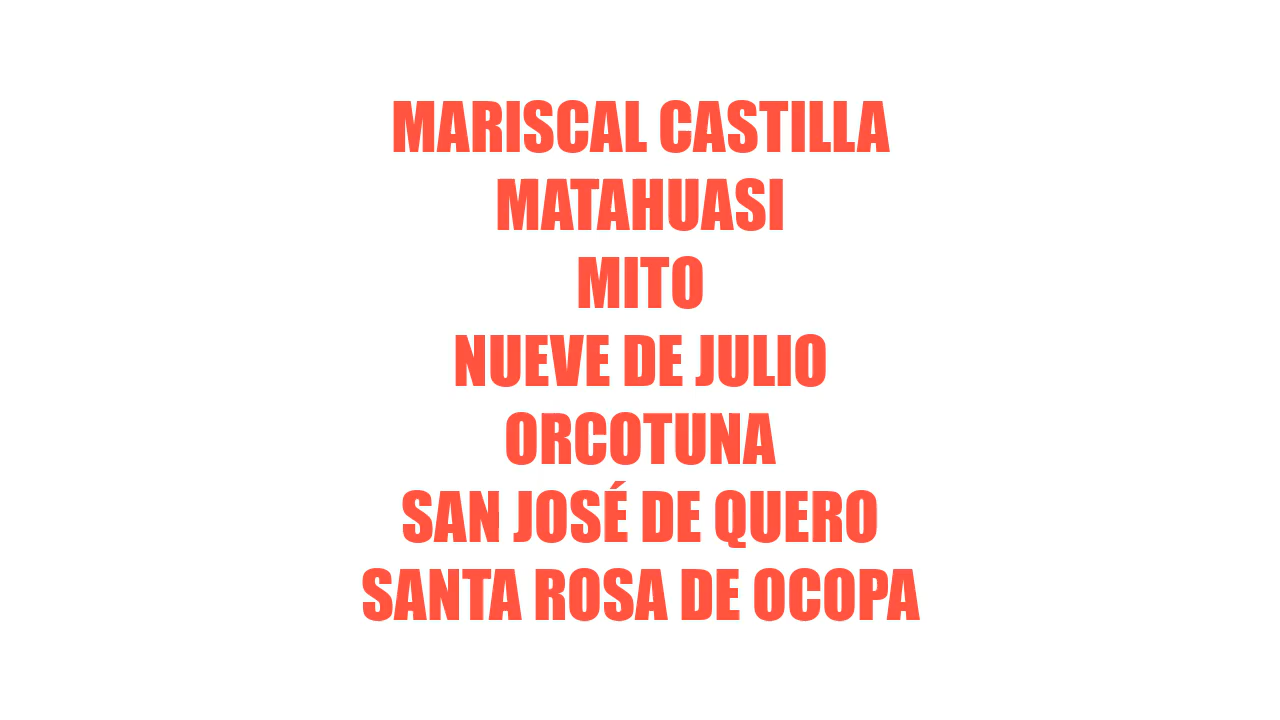 MARISCAL CASTILLA
MATAHUASI
MITO
NUEVE DE JULIO
ORCOTUNA
SAN JOSÉ DE QUERO
SANTA ROSA DE OCOPA